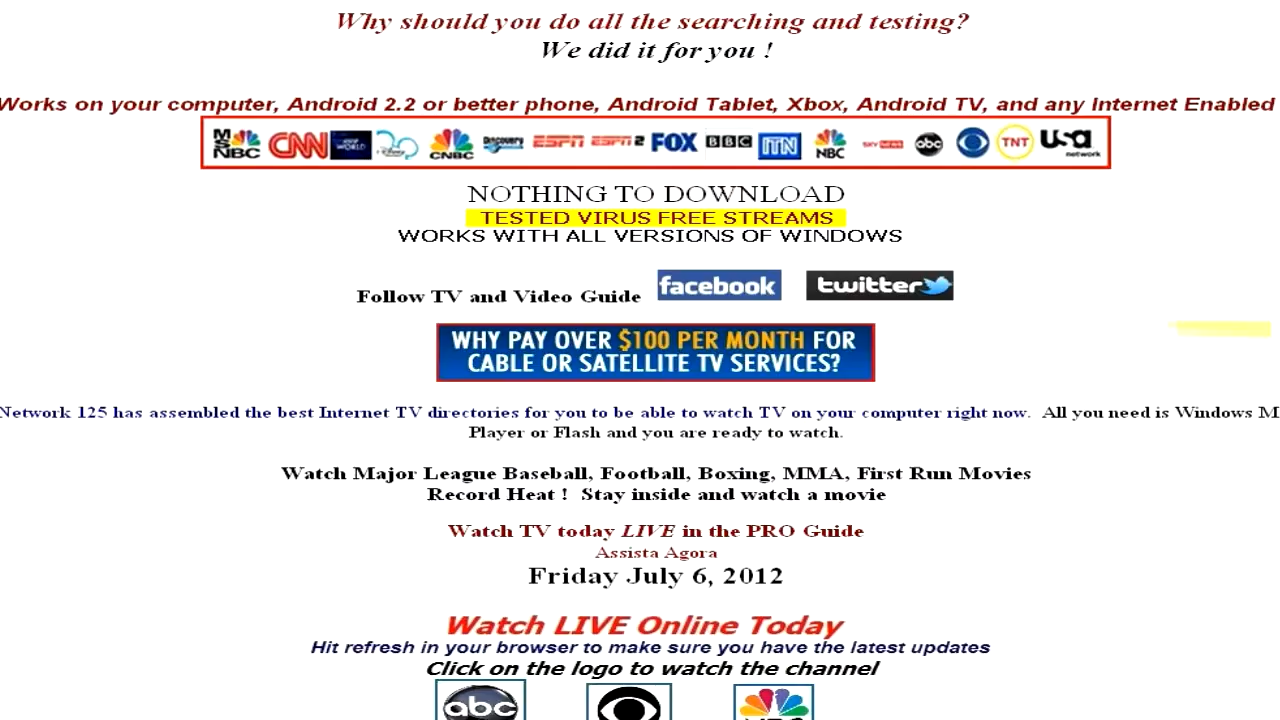 Why should you do all the searching and testing?
We did it for you !
Works on your computer, Android 2.2 or better phone, Android Tablet, Xbox, Android TV, and any Internet Enabled
MSNBC CNN WORLD Disney CNBC Discovery ESPN ESPN 2 FOX BBC ITN NBC SKY NEWS abc TNT USA network
NOTHING TO DOWNLOAD
TESTED VIRUS FREE STREAMS
WORKS WITH ALL VERSIONS OF WINDOWS
Follow TV and Video Guide facebook twitter
WHY PAY OVER $100 PER MONTH FOR
CABLE OR SATELLITE TV SERVICES?
Network 125 has assembled the best Internet TV directories for you to be able to watch TV on your computer right now. All you need is Windows M
Player or Flash and you are ready to watch.
Watch Major League Baseball, Football, Boxing, MMA, First Run Movies
Record Heat ! Stay inside and watch a movie
Watch TV today LIVE in the PRO Guide
Assista Agora
Friday July 6, 2012
Watch LIVE Online Today
Hit refresh in your browser to make sure you have the latest updates
Click on the logo to watch the channel
abc NBC